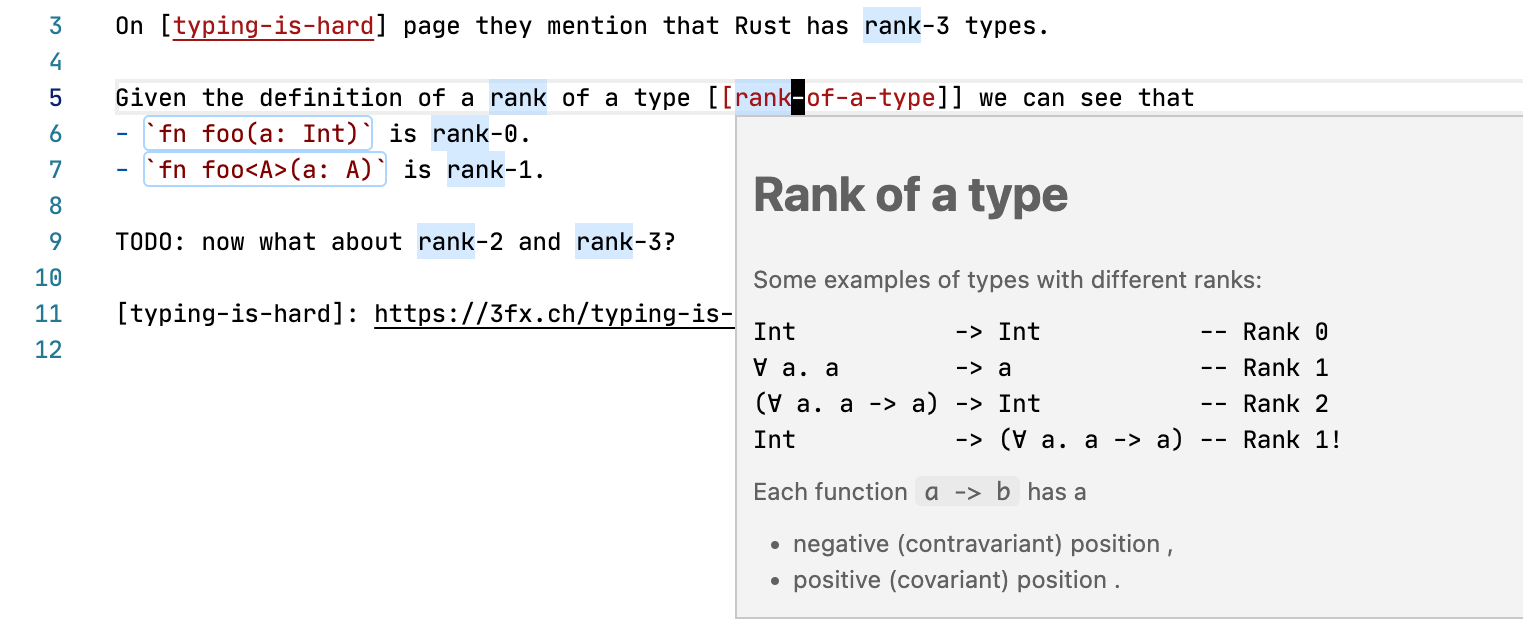 3 On [typing-is-hard] page they mention that Rust has rank-3 types.
4
5 Given the definition of a rank of a type [[rank-of-a-type]] we can see that
6 - `fn foo(a: Int)` is rank-0.
7 - `fn foo<A>(a: A)` is rank-1.
8
9 TODO: now what about rank-2 and rank-3?
10
11 [typing-is-hard]: https://3fx.ch/typing-is-
12
Rank of a type
Some examples of types with different ranks:
Int -> Int -- Rank 0
∀ a. a -> a -- Rank 1
(∀ a. a -> a) -> Int -- Rank 2
Int -> (∀ a. a -> a) -- Rank 1!
Each function a -> b has a
• negative (contravariant) position ,
• positive (covariant) position .